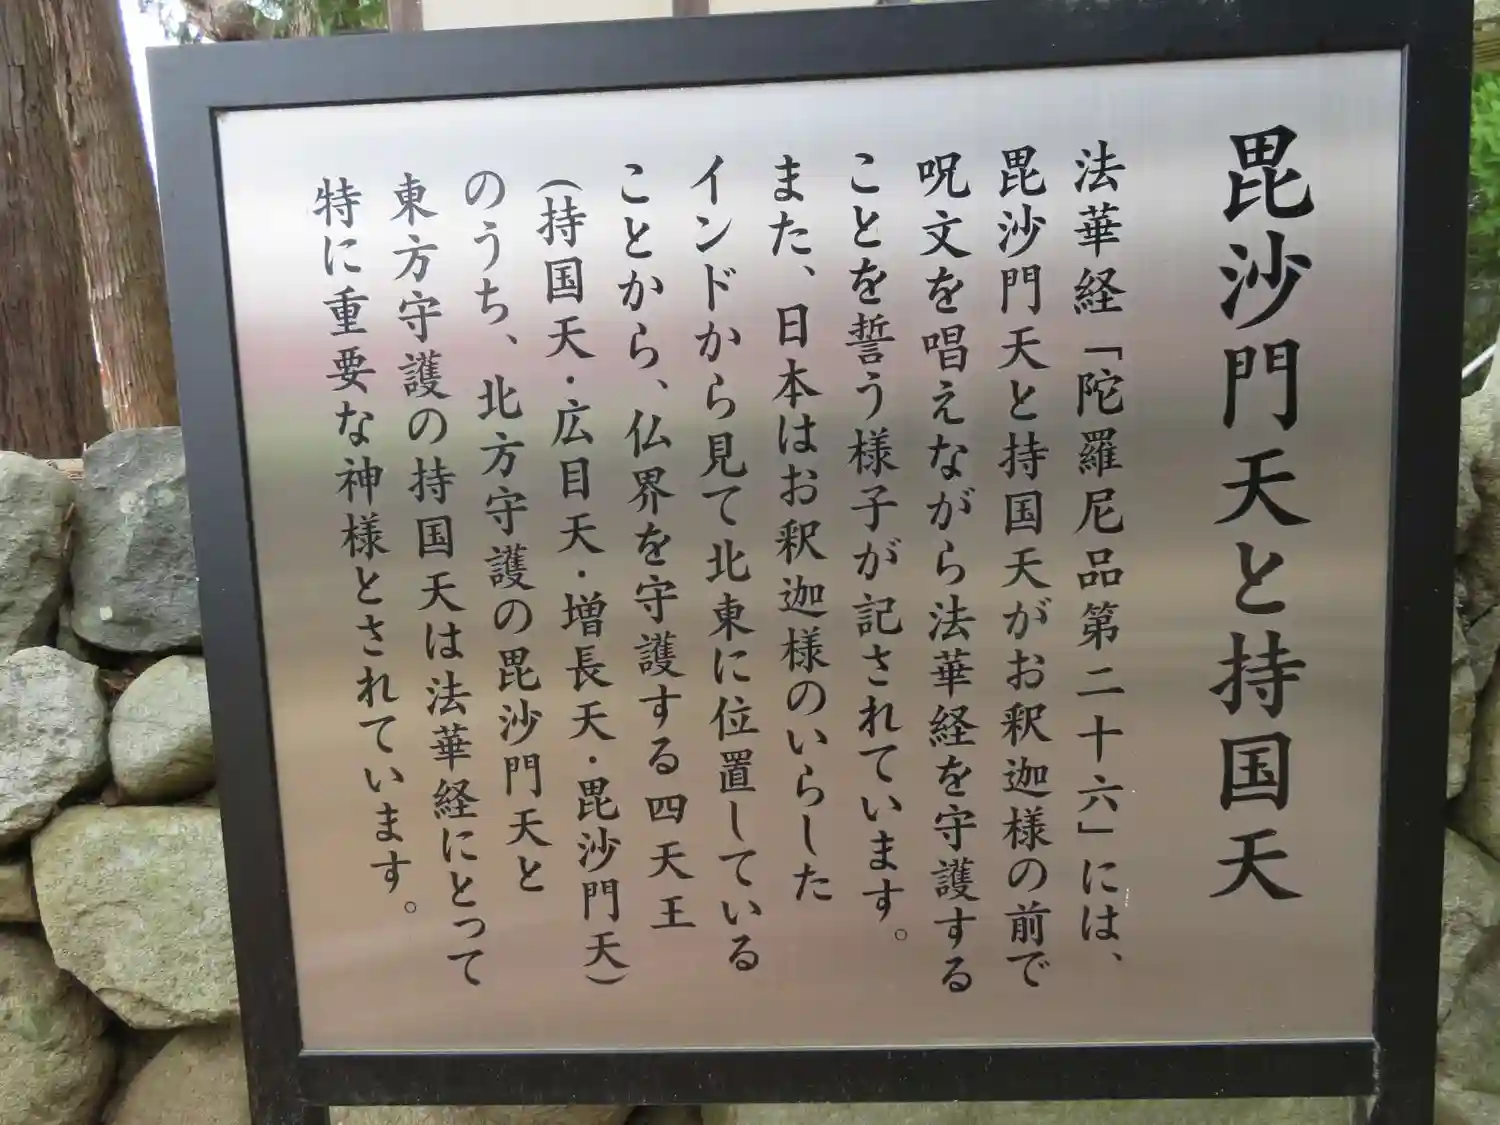 毘沙門天と持国天
法華経「陀羅尼品第二十六」には、
毘沙門天と持国天がお釈迦様の前で
呪文を唱えながら法華経を守護する
ことを誓う様子が記されています。
また、日本はお釈迦様のいらした
インドから見て北東に位置している
ことから、仏界を守護する四天王
(持国天・広目天・増長天・毘沙門天)
のうち、北方守護の毘沙門天と
東方守護の持国天は法華経にとって
特に重要な神様とされています。